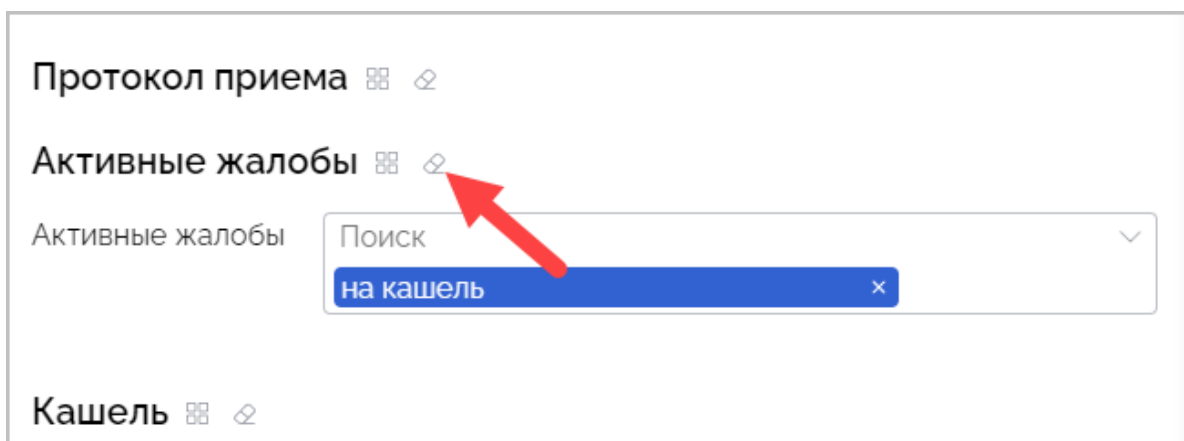 Протокол приема
Активные жалобы
Активные жалобы
Поиск
на кашель ×
Кашель